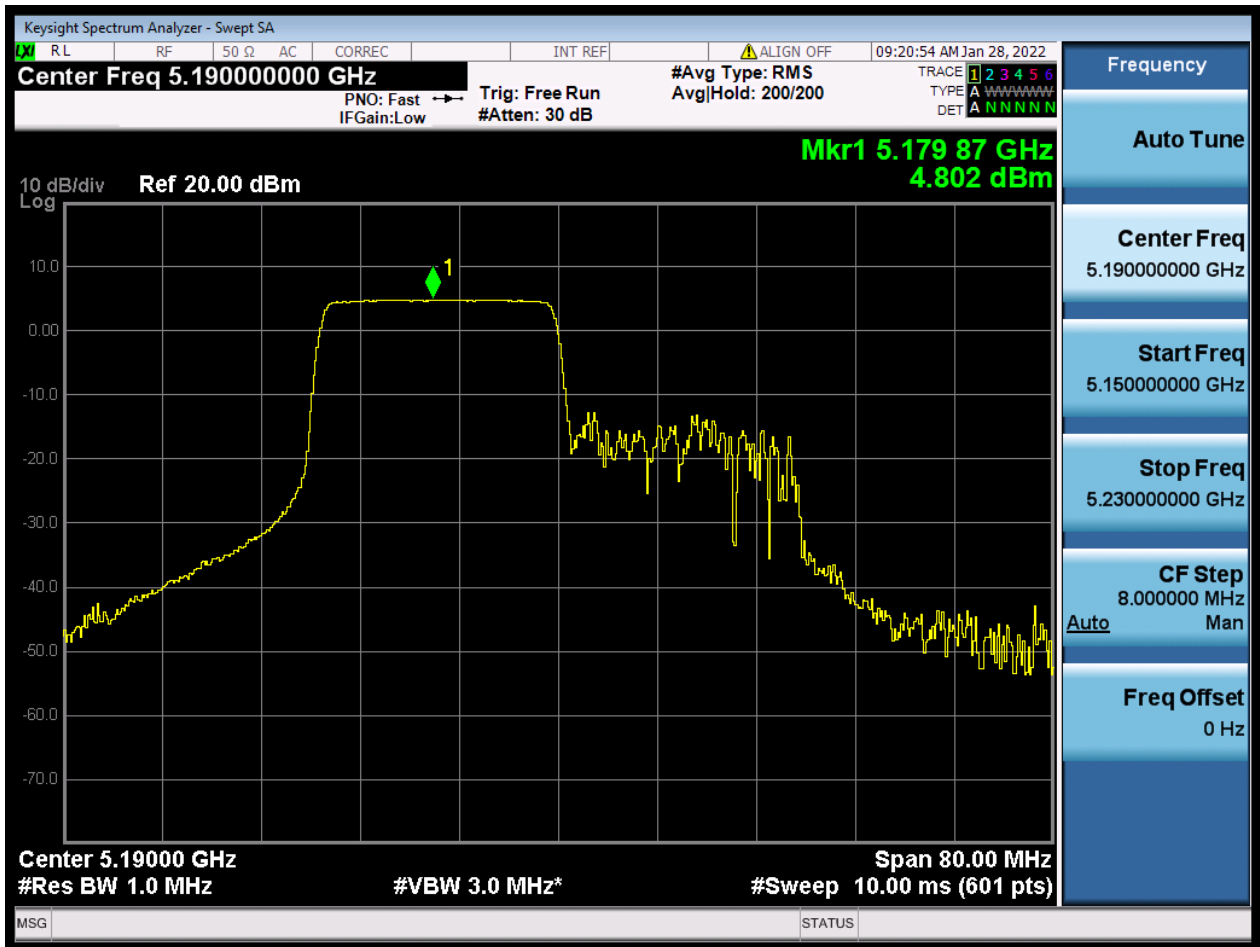 Keysight Spectrum Analyzer - Swept SA
LXI RL RF 50 Ω AC CORREC INT REF ALIGN OFF 09:20:54 AM Jan 28, 2022
Center Freq 5.190000000 GHz
PNO: Fast
IFGain:Low
Trig: Free Run
#Atten: 30 dB
#Avg Type: RMS
Avg|Hold: 200/200
TRACE 1 2 3 4 5 6
TYPE A WWWWW
DET A N N N N N
Mkr1 5.179 87 GHz
4.802 dBm
10 dB/div Ref 20.00 dBm
Log
1
10.0
0.00
-10.0
-20.0
-30.0
-40.0
-50.0
-60.0
-70.0
Center 5.19000 GHz Span 80.00 MHz
#Res BW 1.0 MHz #VBW 3.0 MHz* #Sweep 10.00 ms (601 pts)
MSG STATUS
Frequency
Auto Tune
Center Freq
5.190000000 GHz
Start Freq
5.150000000 GHz
Stop Freq
5.230000000 GHz
CF Step
8.000000 MHz
Auto Man
Freq Offset
0 Hz